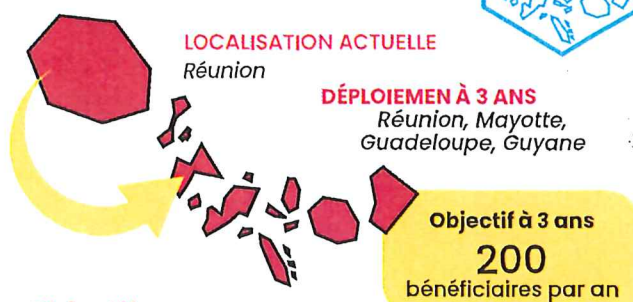 LOCALISATION ACTUELLE
Réunion
DÉPLOIEMEN À 3 ANS
Réunion, Mayotte,
Guadeloupe, Guyane
Objectif à 3 ans
200
bénéficiaires par an